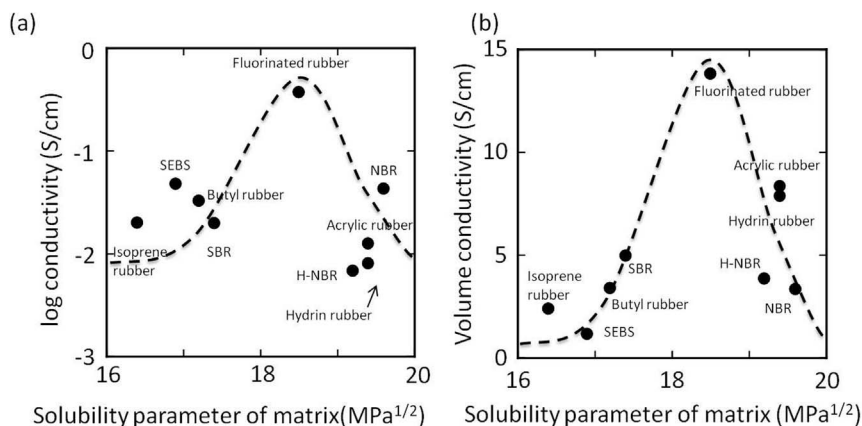 (a)
(b)
0
-1
-2
-3
log conductivity (S/cm)
Fluorinated rubber
SEBS
Butyl rubber
NBR
Isoprene
rubber
SBR
Acrylic rubber
H-NBR
Hydrin rubber
16
18
20
Solubility parameter of matrix(MPa1/2)
15
10
5
0
Volume conductivity (S/cm)
Fluorinated rubber
Acrylic rubber
Hydrin rubber
SBR
H-NBR
Isoprene
rubber
Butyl rubber
NBR
SEBS
16
18
20
Solubility parameter of matrix (MPa1/2)